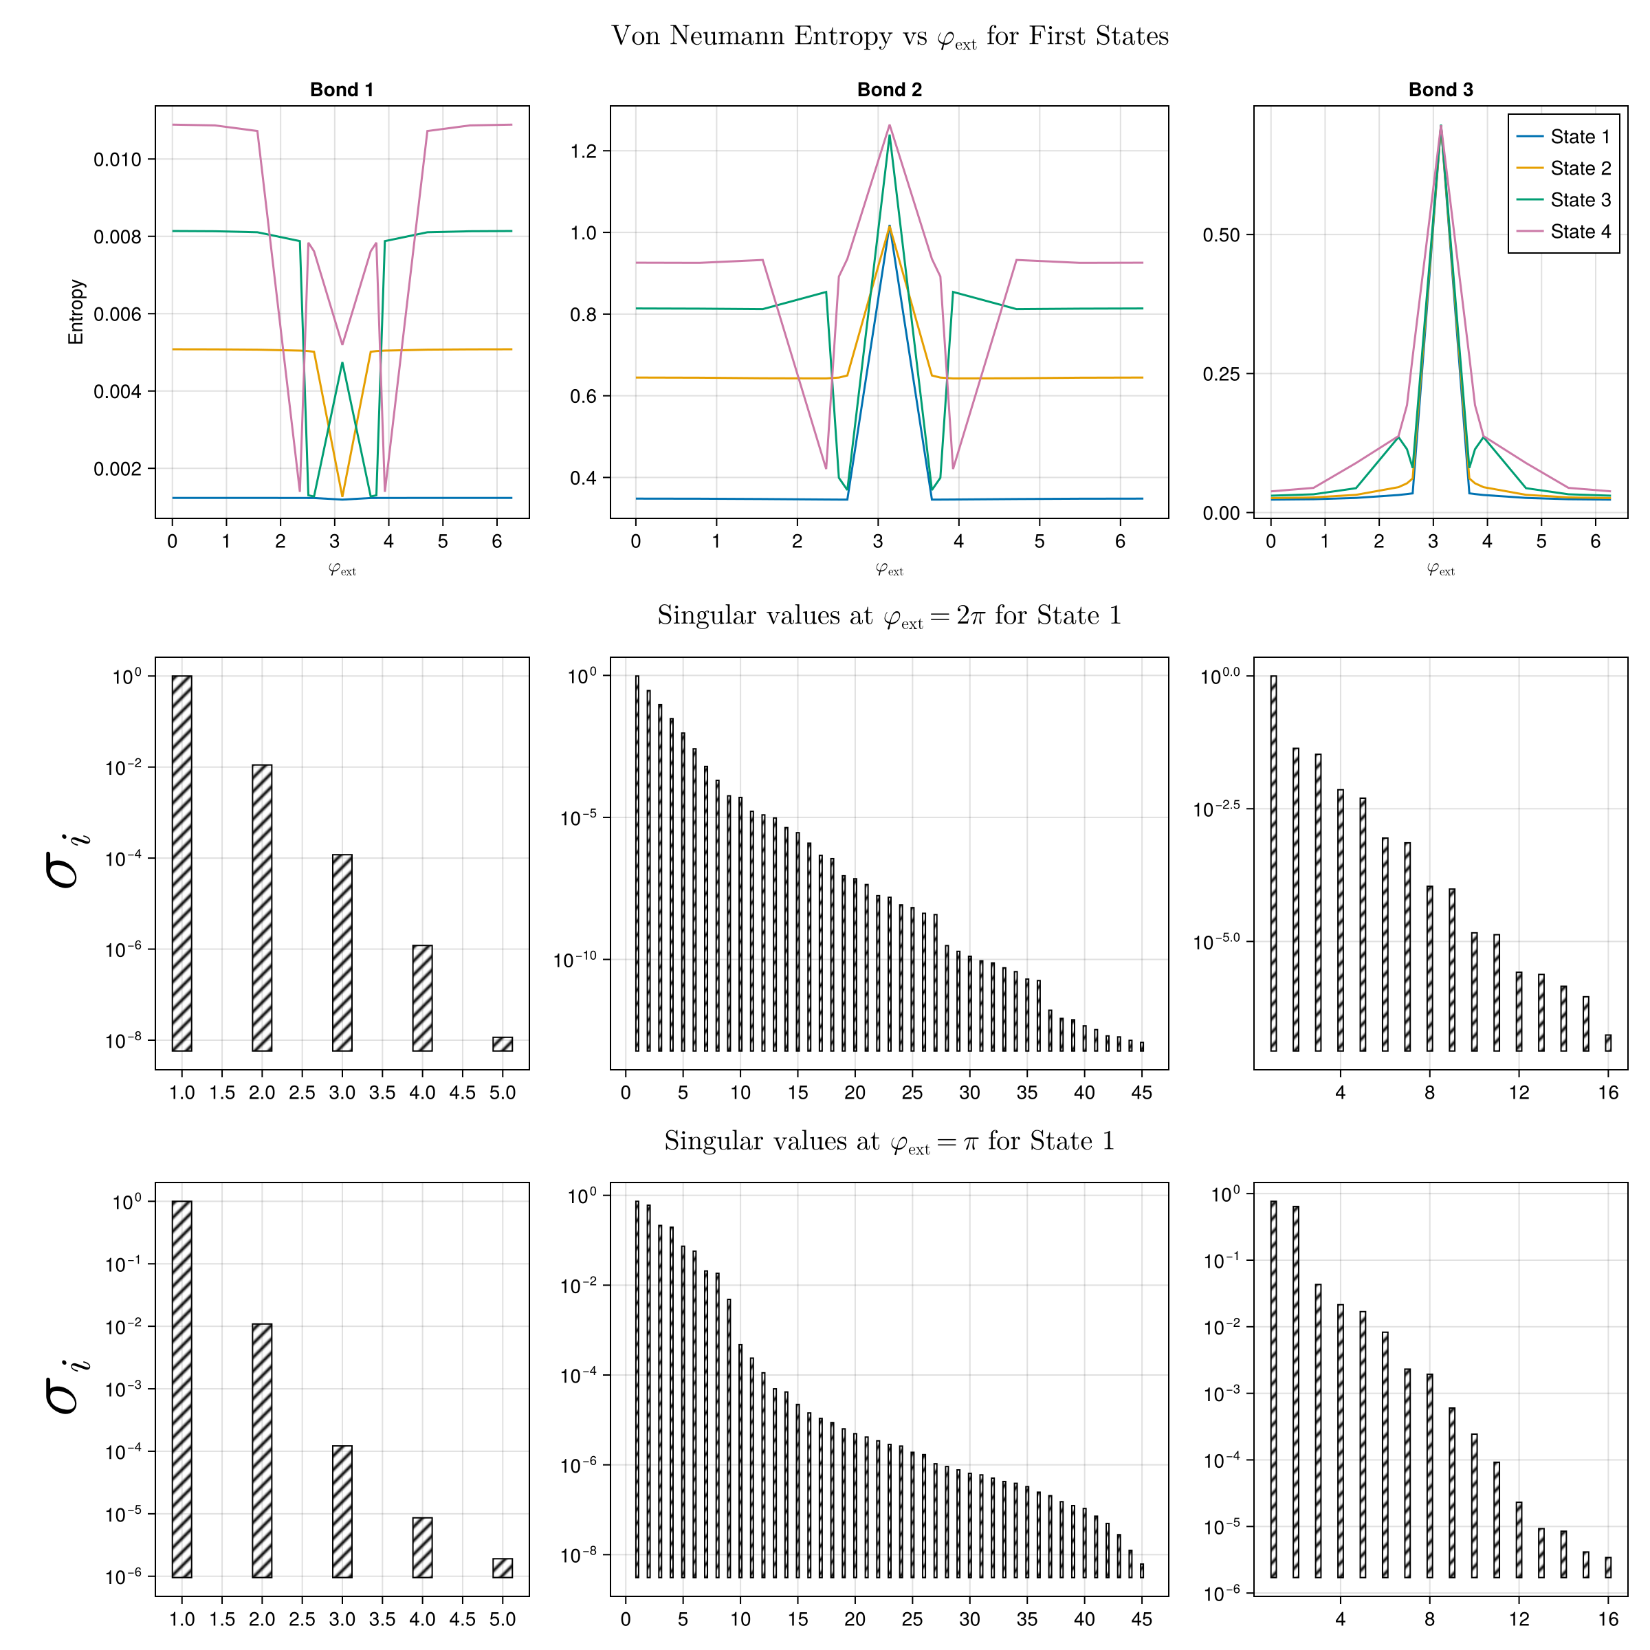 Von Neumann Entropy vs φext for First States
Bond 1
Bond 2
Bond 3
Entropy
0.010
0.008
0.006
0.004
0.002
0 1 2 3 4 5 6
φext
1.2
1.0
0.8
0.6
0.4
0 1 2 3 4 5 6
φext
0.50
0.25
0.00
0 1 2 3 4 5 6
φext
State 1
State 2
State 3
State 4
Singular values at φext = 2π for State 1
σi
10^0
10^−2
10^−4
10^−6
10^−8
1.0 1.5 2.0 2.5 3.0 3.5 4.0 4.5 5.0
10^0
10^−5
10^−10
0 5 10 15 20 25 30 35 40 45
10^0.0
10^−2.5
10^−5.0
4 8 12 16
Singular values at φext = π for State 1
σi
10^0
10^−1
10^−2
10^−3
10^−4
10^−5
10^−6
1.0 1.5 2.0 2.5 3.0 3.5 4.0 4.5 5.0
10^0
10^−2
10^−4
10^−6
10^−8
0 5 10 15 20 25 30 35 40 45
10^0
10^−1
10^−2
10^−3
10^−4
10^−5
10^−6
4 8 12 16